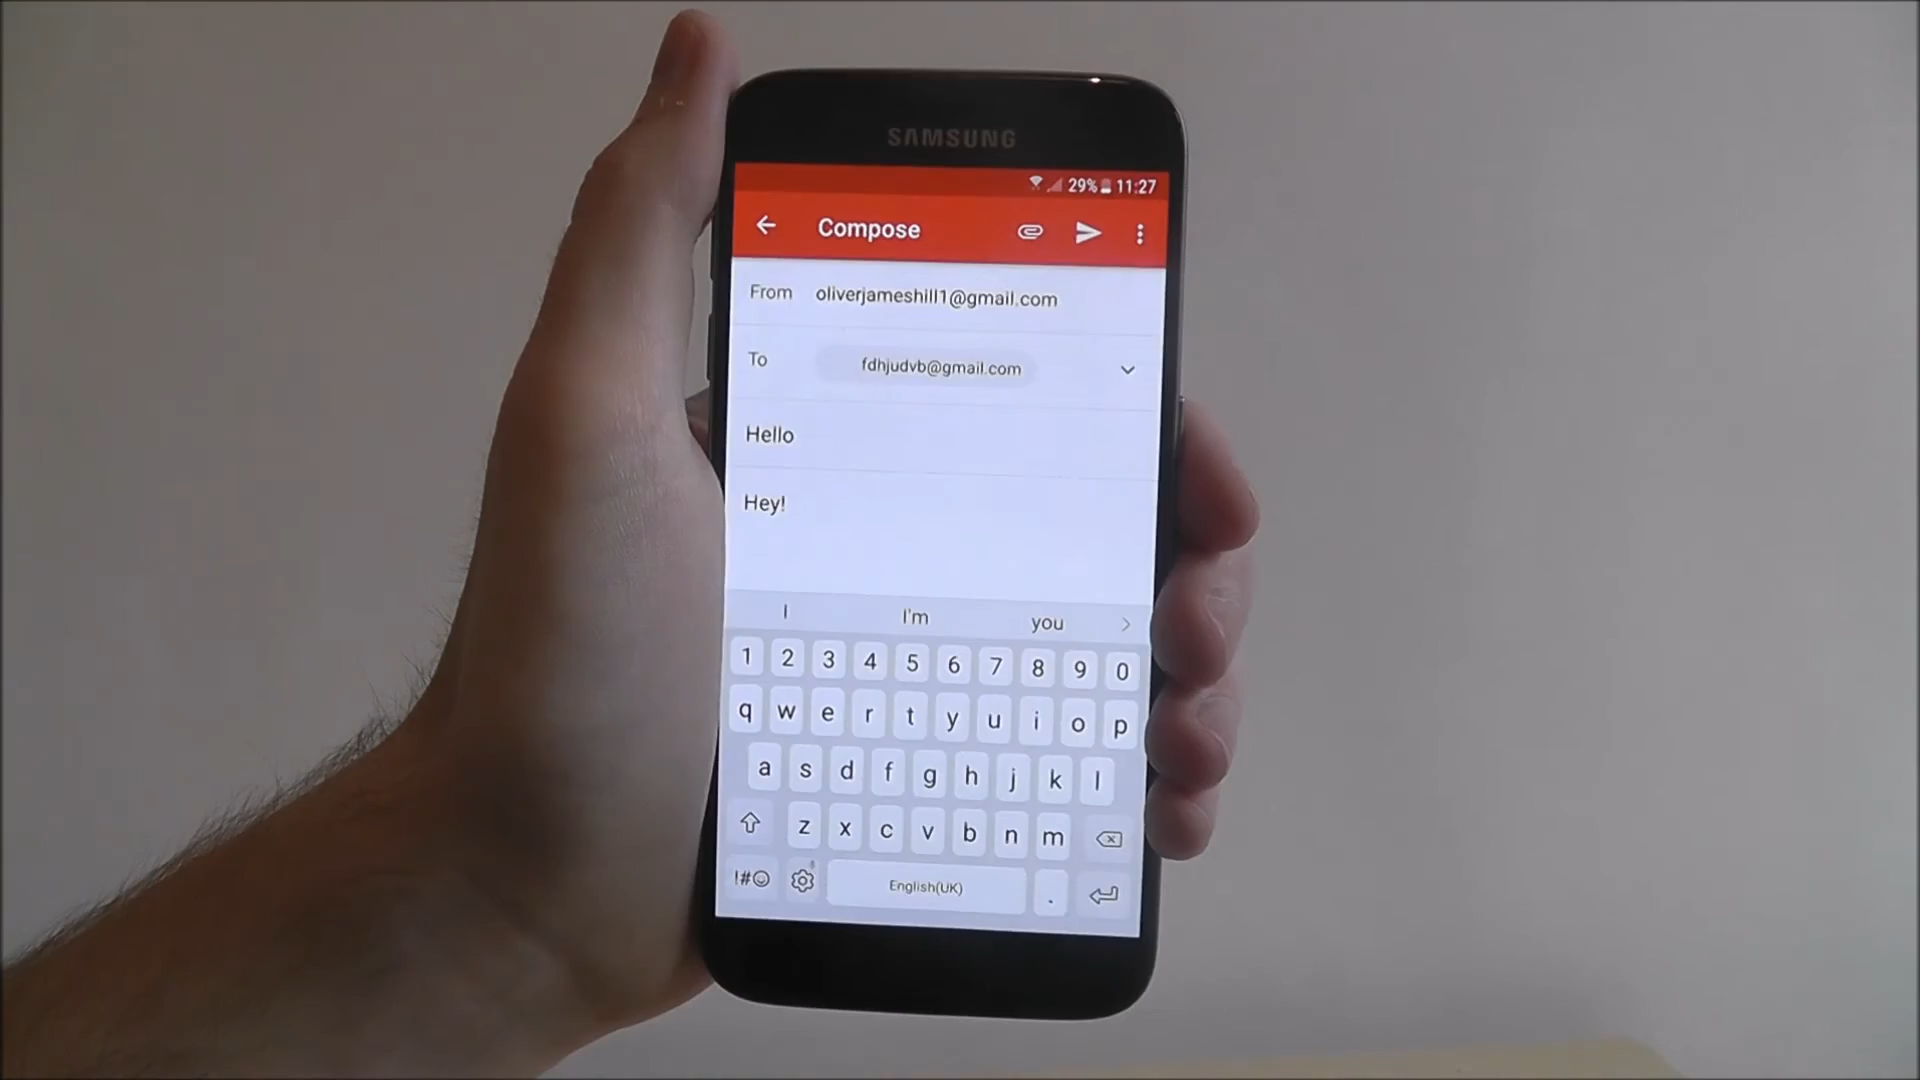 SAMSUNG
29% 11:27
Compose
From oliverjameshill1@gmail.com
To fdhjudvb@gmail.com
Hello
Hey!
I I'm you
1 2 3 4 5 6 7 8 9 0
q w e r t y u i o p
a s d f g h j k l
z x c v b n m
!#☺ English(UK) .